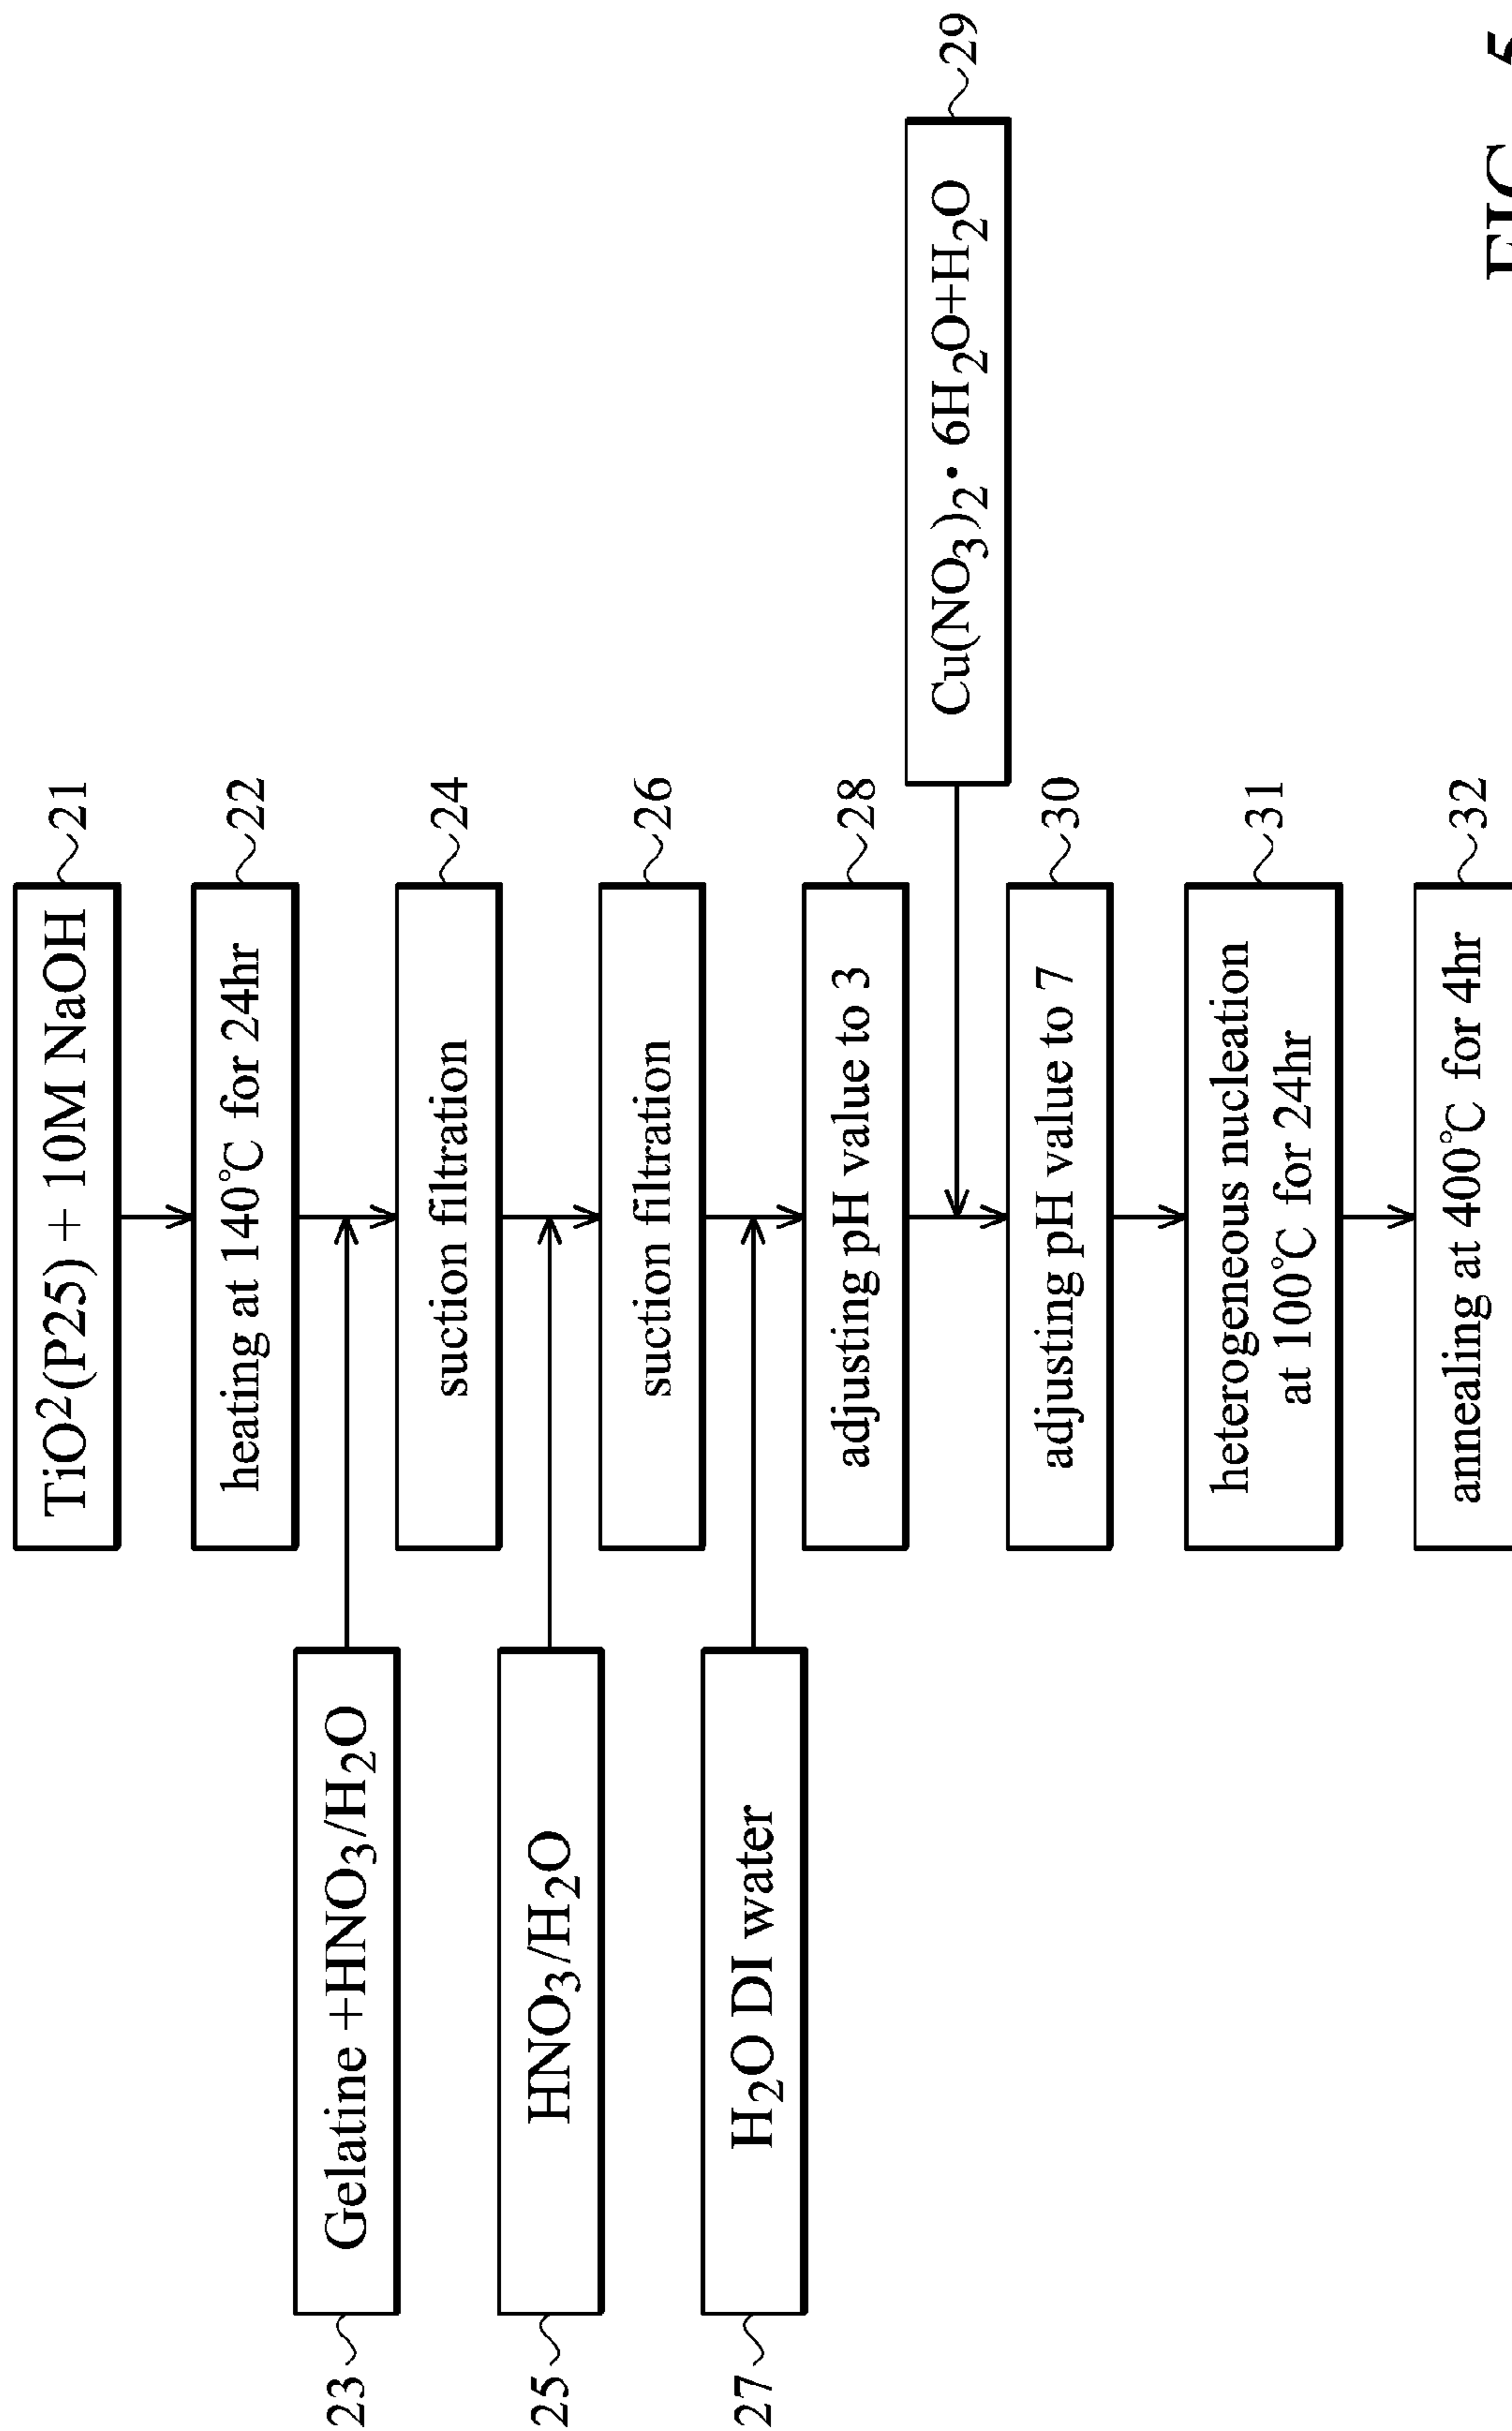 TiO²(P25) + 10M NaOH
21
heating at 140℃ for 24hr
22
Gelatine +HNO₃/H₂O
23
suction filtration
24
HNO₃/H₂O
25
suction filtration
26
H₂O DI water
27
adjusting pH value to 3
28
Cu(NO₃)₂· 6H₂O+H₂O
29
adjusting pH value to 7
30
heterogeneous nucleation
at 100℃ for 24hr
31
annealing at 400℃ for 4hr
32
FIG. 5